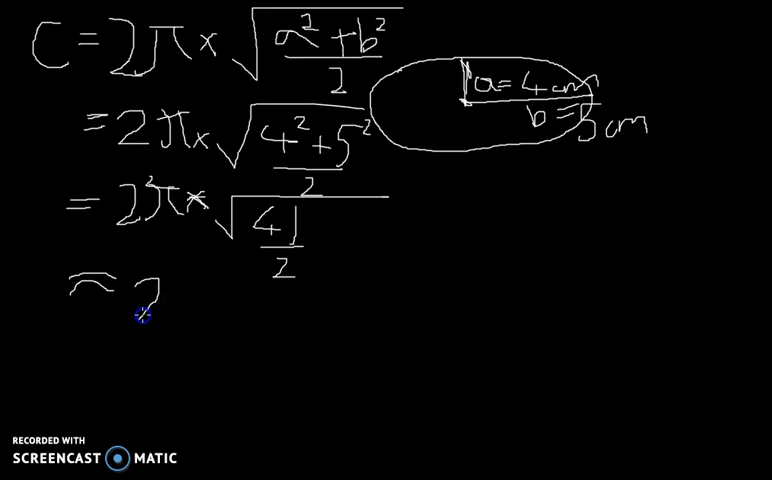 C = 2π × √(a² + b² / 2)
a = 4 cm
b = 5 cm
= 2π × √(4² + 5² / 2)
= 2π × √(41 / 2)
≈ 2
RECORDED WITH
SCREENCAST MATIC